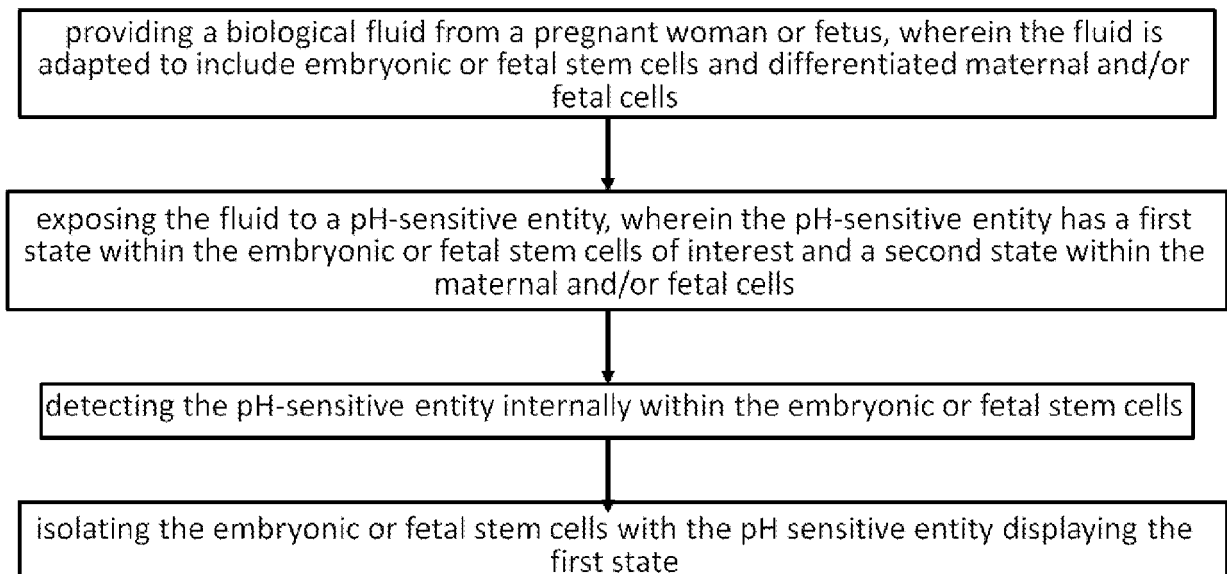 providing a biological fluid from a pregnant woman or fetus, wherein the fluid is
adapted to include embryonic or fetal stem cells and differentiated maternal and/or
fetal cells
exposing the fluid to a pH-sensitive entity, wherein the pH-sensitive entity has a first
state within the embryonic or fetal stem cells of interest and a second state within the
maternal and/or fetal cells
detecting the pH-sensitive entity internally within the embryonic or fetal stem cells
isolating the embryonic or fetal stem cells with the pH sensitive entity displaying the
first state